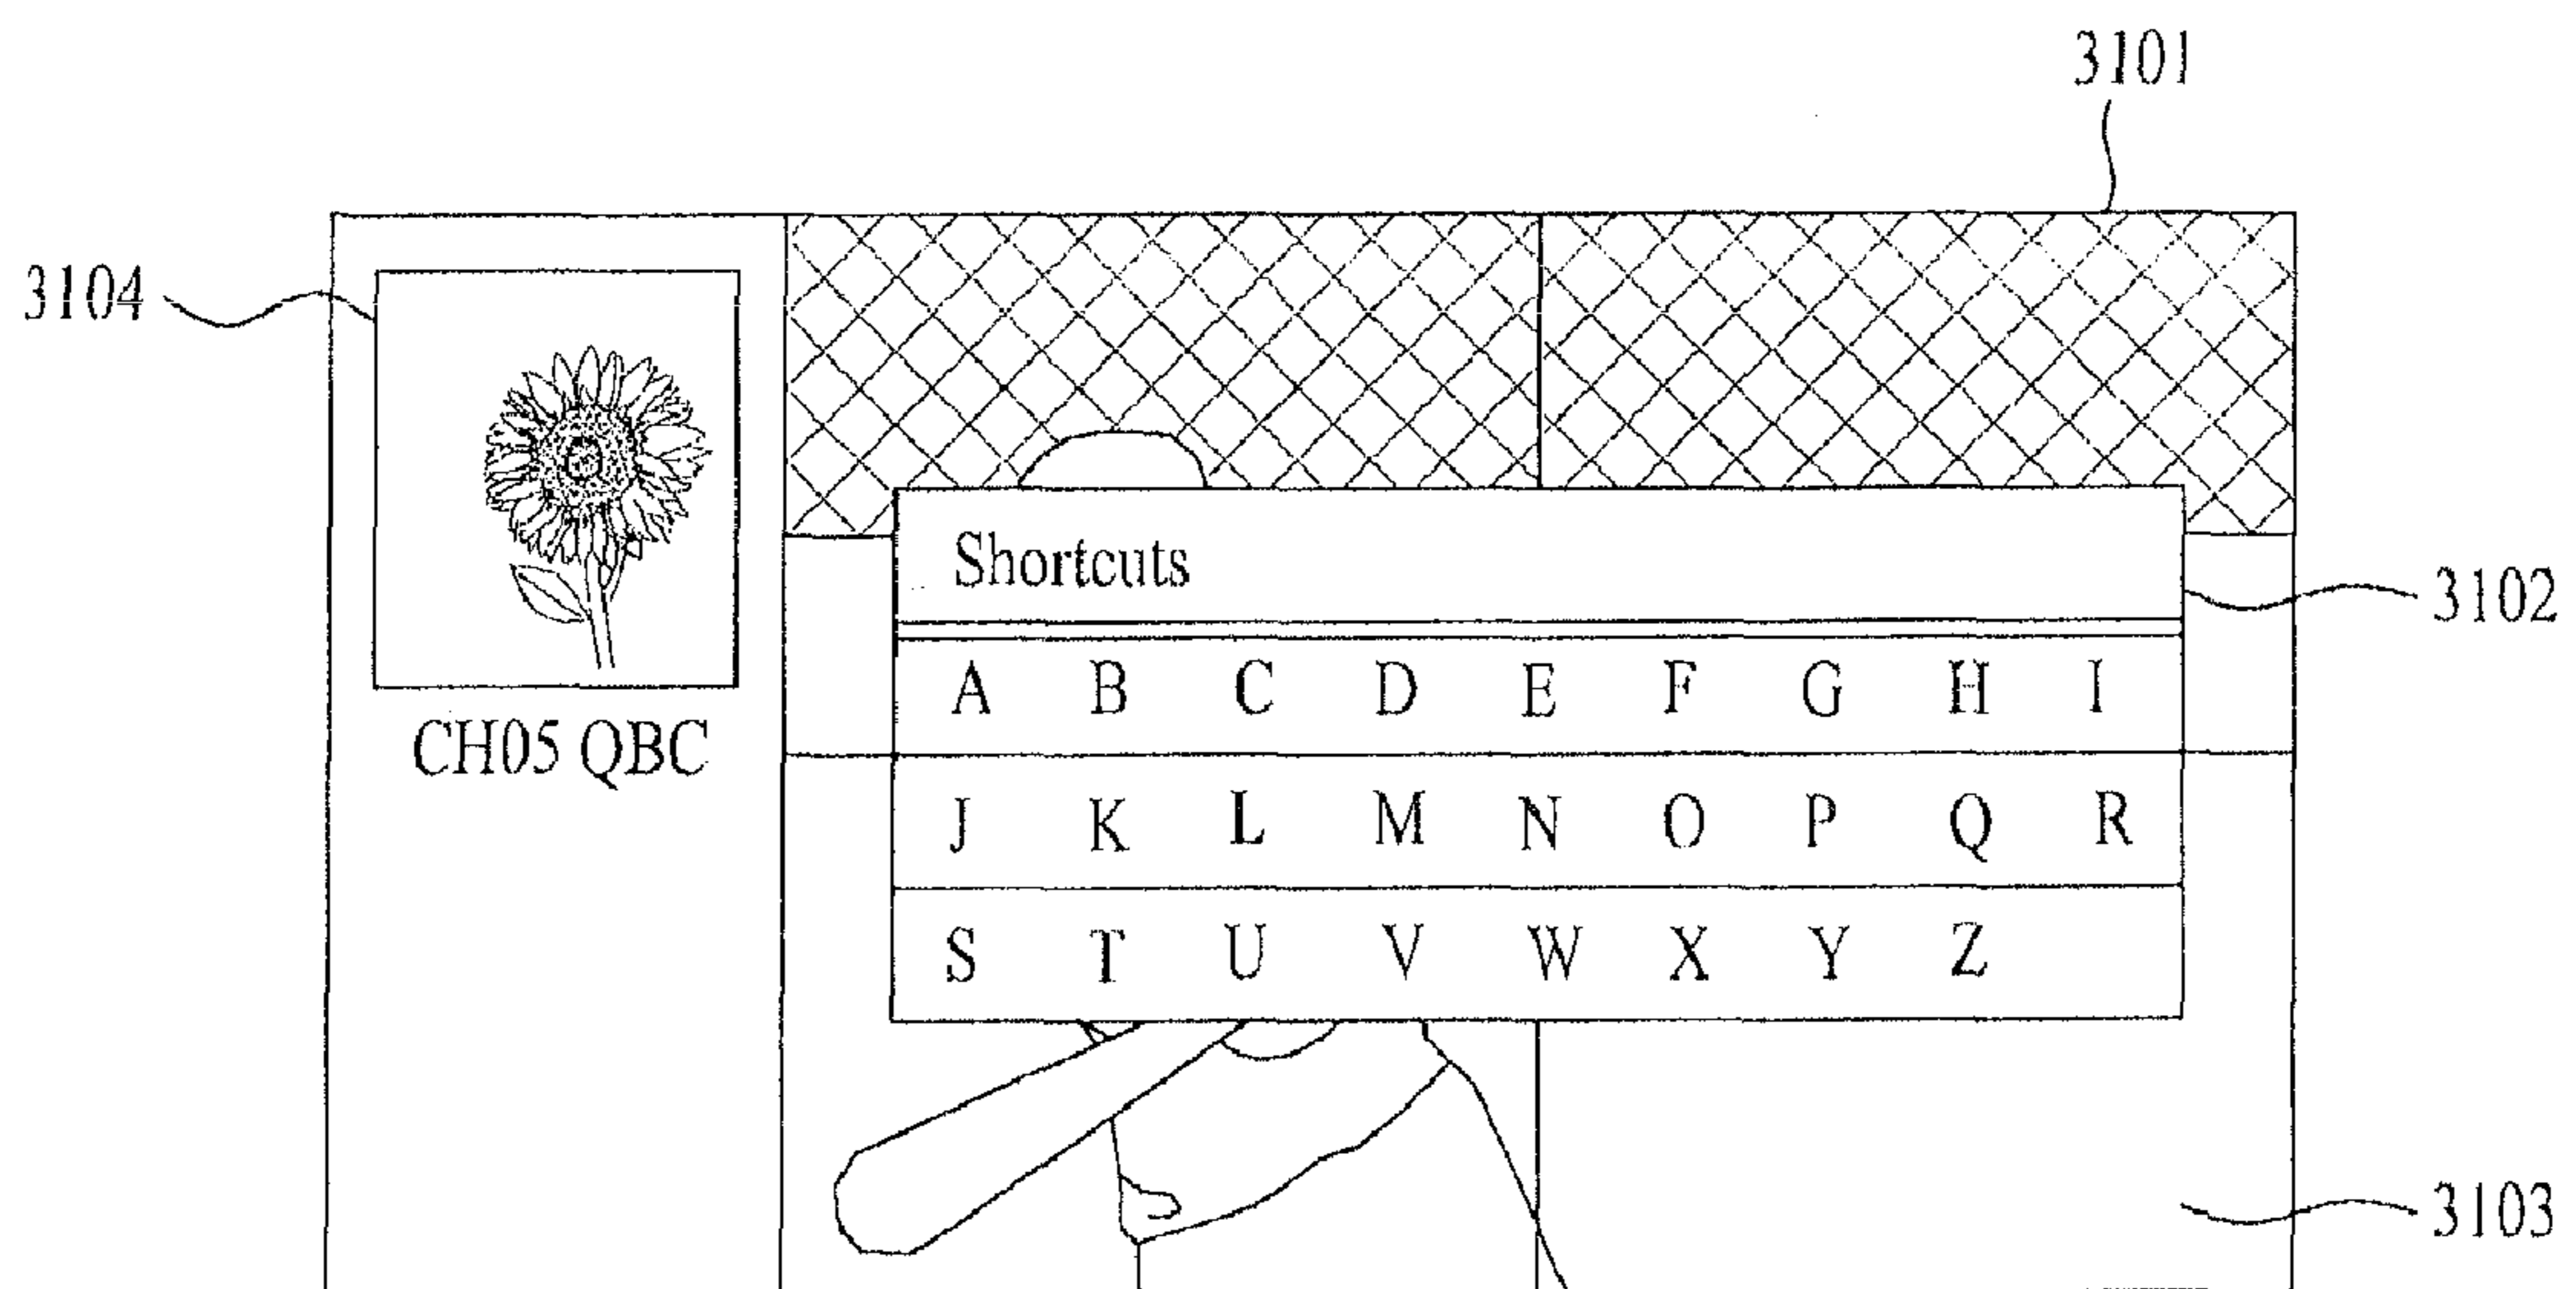 3101
3104
Shortcuts
3102
A B C D E F G H I
CH05 QBC
J K L M N O P Q R
S T U V W X Y Z
3103